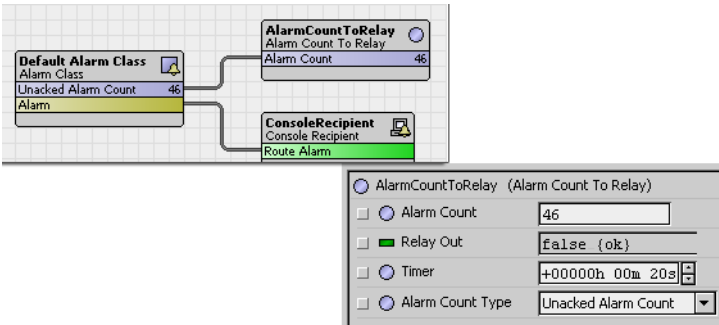 AlarmCountToRelay
Alarm Count To Relay
Alarm Count 46
Default Alarm Class
Alarm Class
Unacked Alarm Count 46
Alarm
ConsoleRecipient
Console Recipient
Route Alarm
AlarmCountToRelay (Alarm Count To Relay)
Alarm Count 46
Relay Out false {ok}
Timer +00000h 00m 20s
Alarm Count Type Unacked Alarm Count